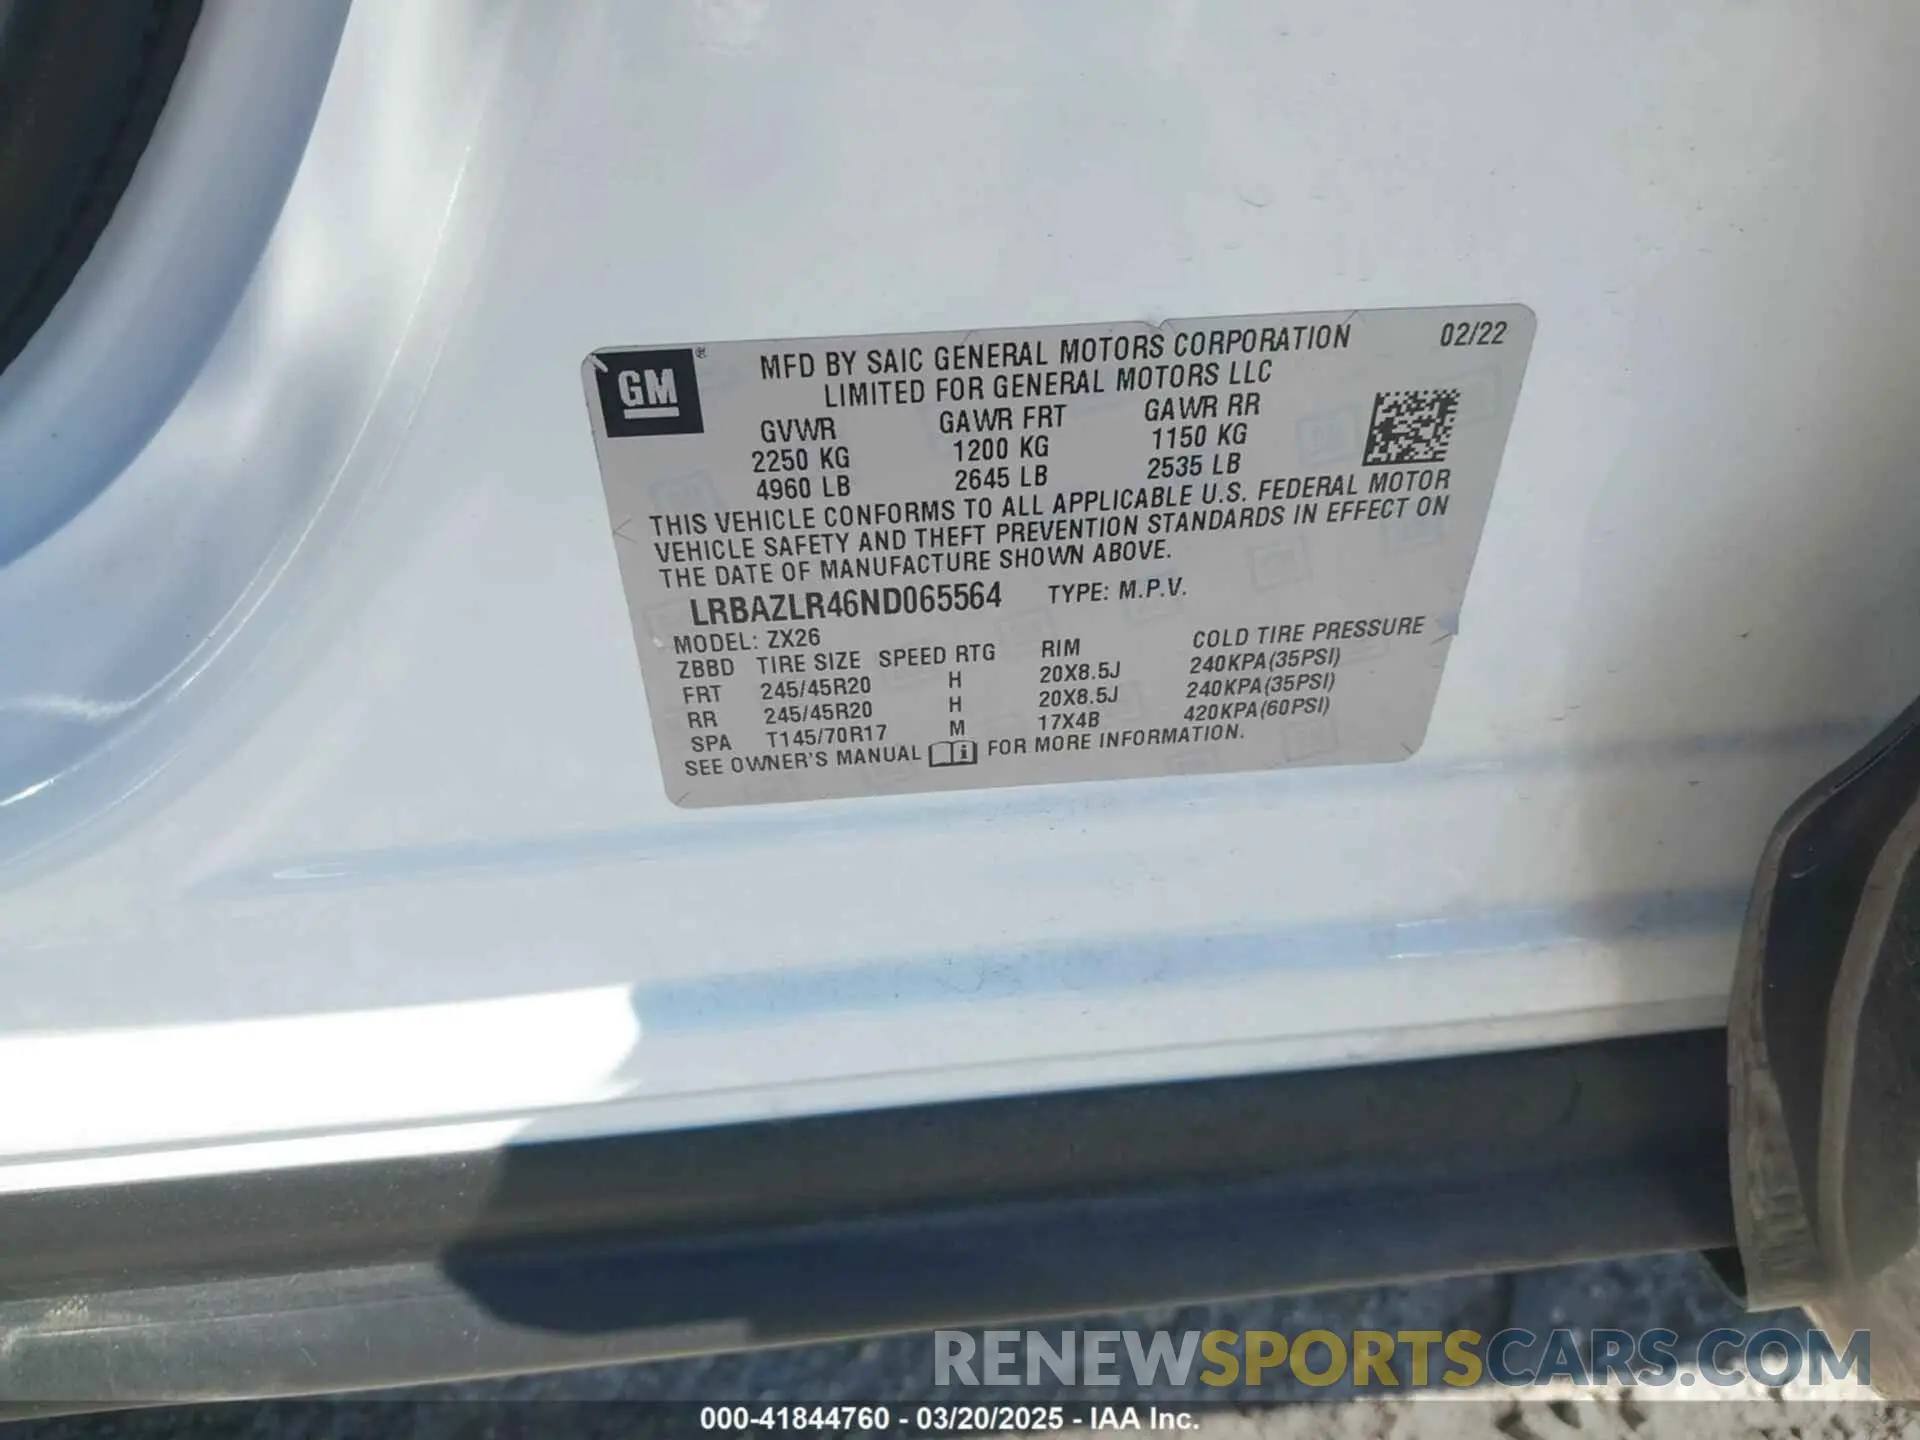 GM ®
MFD BY SAIC GENERAL MOTORS CORPORATION 02/22
LIMITED FOR GENERAL MOTORS LLC
GVWR GAWR FRT GAWR RR
2250 KG 1200 KG 1150 KG
4960 LB 2645 LB 2535 LB
THIS VEHICLE CONFORMS TO ALL APPLICABLE U.S. FEDERAL MOTOR
VEHICLE SAFETY AND THEFT PREVENTION STANDARDS IN EFFECT ON
THE DATE OF MANUFACTURE SHOWN ABOVE.
LRBAZLR46ND065564 TYPE: M.P.V.
MODEL: ZX26
ZBBD TIRE SIZE SPEED RTG RIM COLD TIRE PRESSURE
FRT 245/45R20 H 20X8.5J 240KPA(35PSI)
RR 245/45R20 H 20X8.5J 240KPA(35PSI)
SPA T145/70R17 M 17X4B 420KPA(60PSI)
SEE OWNER'S MANUAL FOR MORE INFORMATION.
RENEWSPORTSCARS.COM
000-41844760 - 03/20/2025 - IAA Inc.